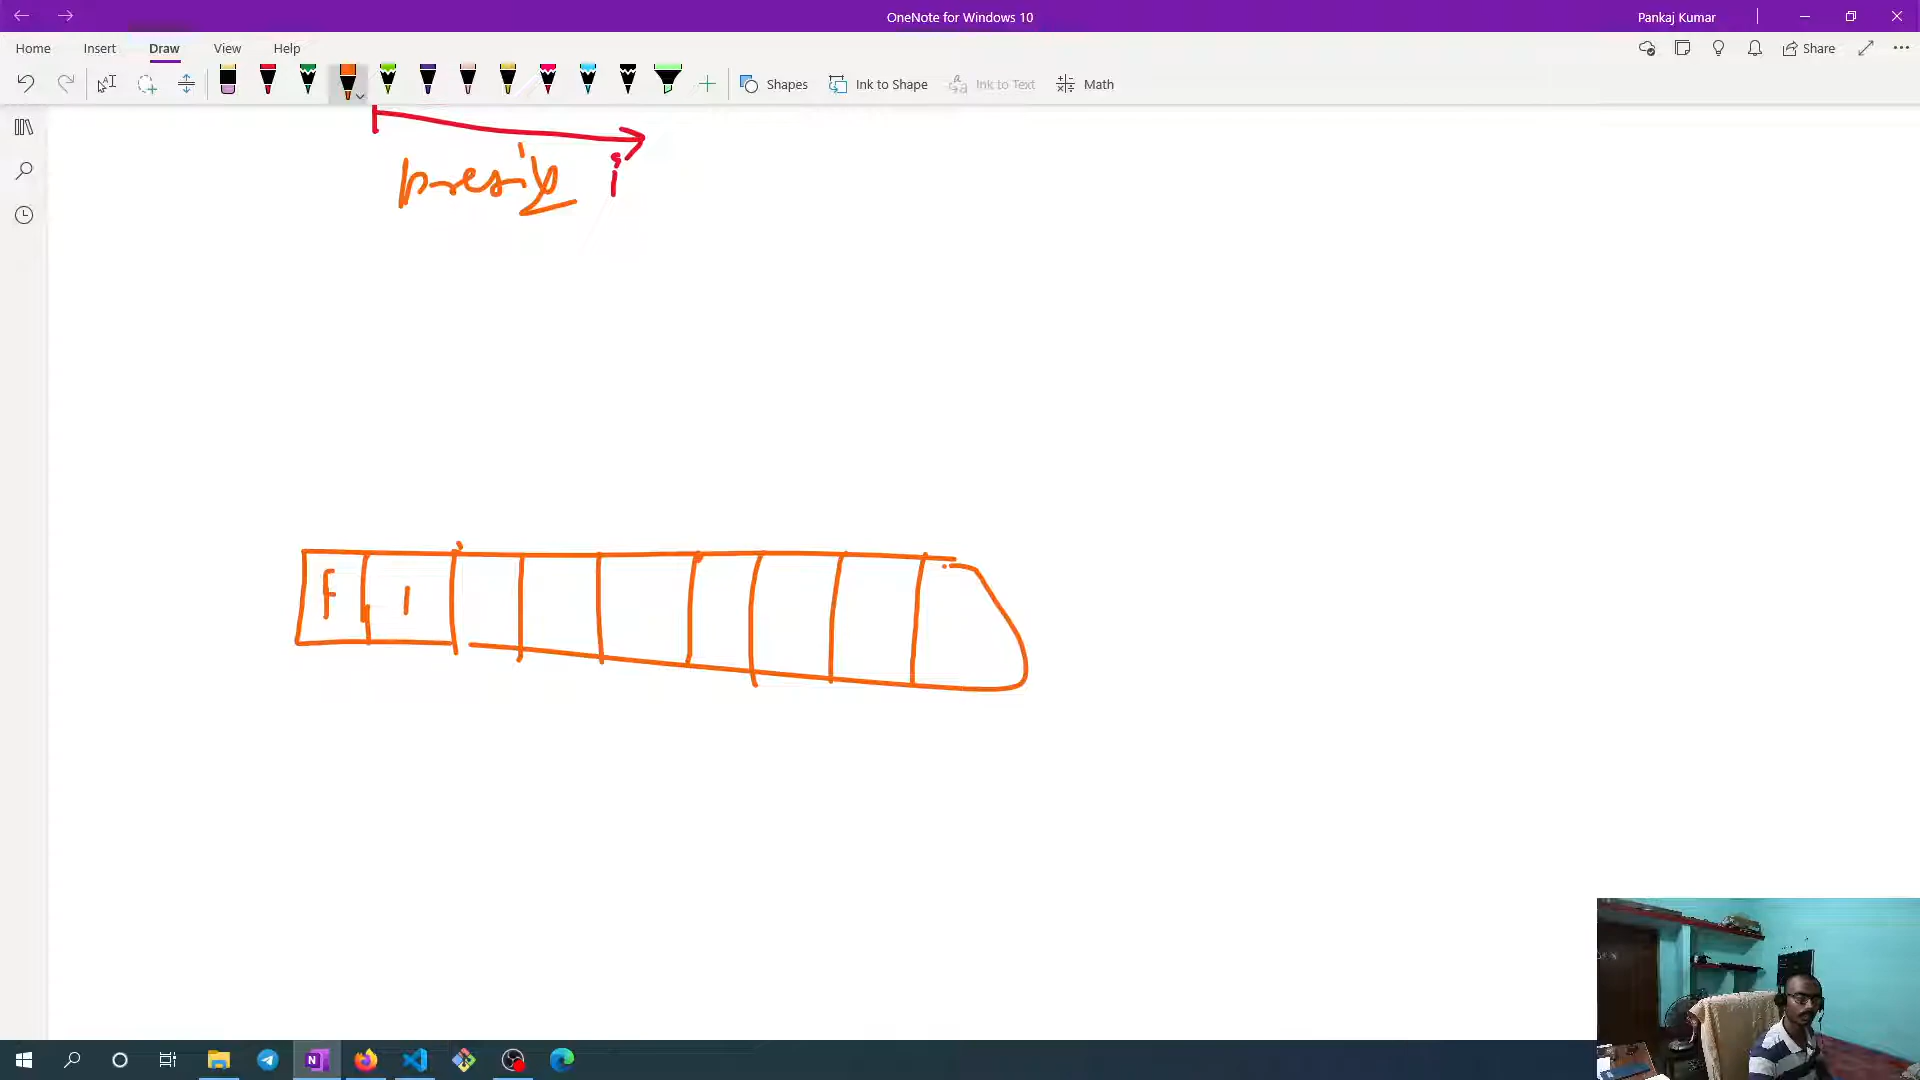 OneNote for Windows 10
Pankaj Kumar
Home Insert Draw View Help
Share
Shapes Ink to Shape Ink to Text Math
i
F 1